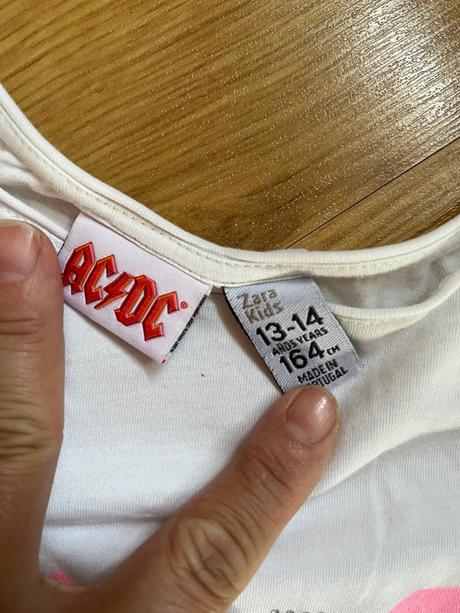 AC/DC®
Zara
Kids
13-14
AÑOS YEARS
164 CM
MADE IN
PORTUGAL